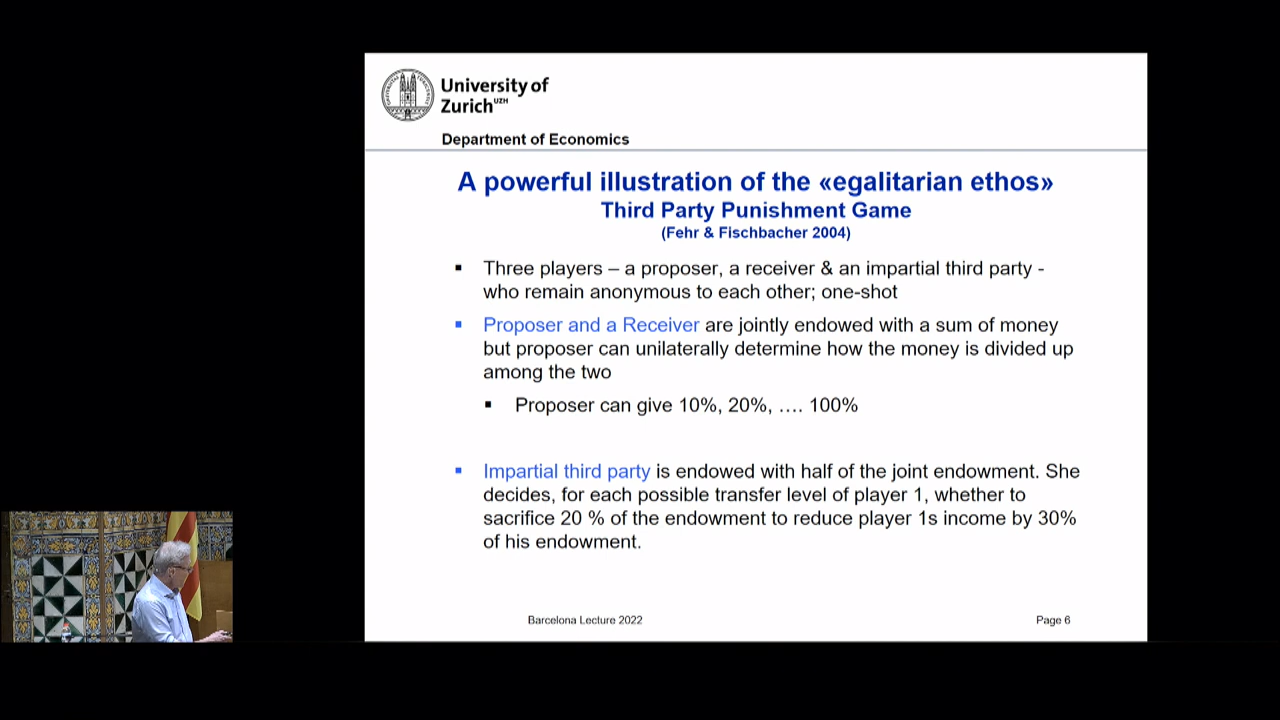 University of
Zurich UZH
Department of Economics
A powerful illustration of the «egalitarian ethos»
Third Party Punishment Game
(Fehr & Fischbacher 2004)
▪ Three players – a proposer, a receiver & an impartial third party -
who remain anonymous to each other; one-shot
▪ Proposer and a Receiver are jointly endowed with a sum of money
but proposer can unilaterally determine how the money is divided up
among the two
▪ Proposer can give 10%, 20%, …. 100%
▪ Impartial third party is endowed with half of the joint endowment. She
decides, for each possible transfer level of player 1, whether to
sacrifice 20 % of the endowment to reduce player 1s income by 30%
of his endowment.
Barcelona Lecture 2022
Page 6